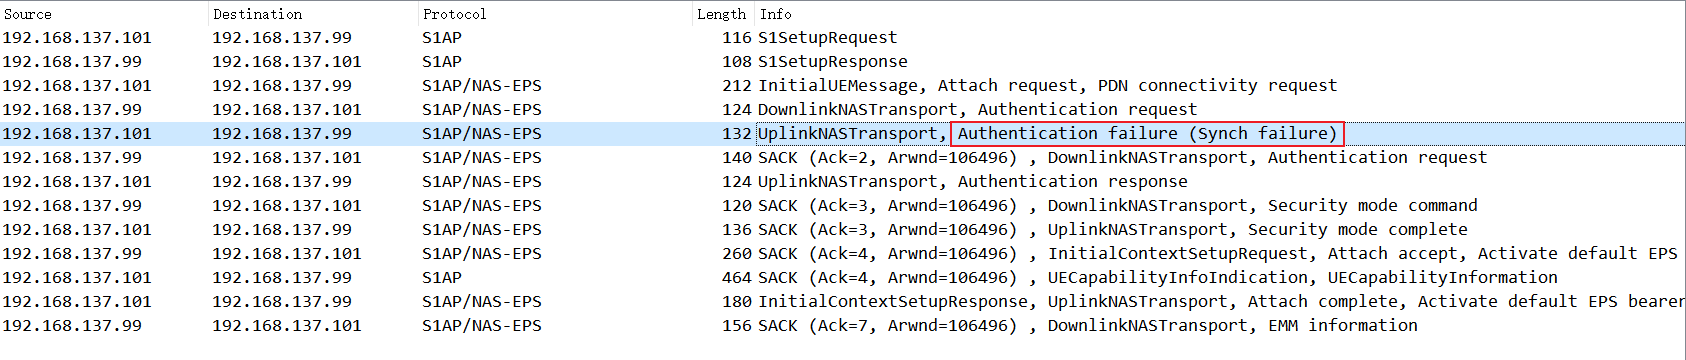 Source Destination Protocol Length Info
192.168.137.101 192.168.137.99 S1AP 116 S1SetupRequest
192.168.137.99 192.168.137.101 S1AP 108 S1SetupResponse
192.168.137.101 192.168.137.99 S1AP/NAS-EPS 212 InitialUEMessage, Attach request, PDN connectivity request
192.168.137.99 192.168.137.101 S1AP/NAS-EPS 124 DownlinkNASTransport, Authentication request
192.168.137.101 192.168.137.99 S1AP/NAS-EPS 132 UplinkNASTransport, Authentication failure (Synch failure)
192.168.137.99 192.168.137.101 S1AP/NAS-EPS 140 SACK (Ack=2, Arwnd=106496) , DownlinkNASTransport, Authentication request
192.168.137.101 192.168.137.99 S1AP/NAS-EPS 124 UplinkNASTransport, Authentication response
192.168.137.99 192.168.137.101 S1AP/NAS-EPS 120 SACK (Ack=3, Arwnd=106496) , DownlinkNASTransport, Security mode command
192.168.137.101 192.168.137.99 S1AP/NAS-EPS 136 SACK (Ack=3, Arwnd=106496) , UplinkNASTransport, Security mode complete
192.168.137.99 192.168.137.101 S1AP/NAS-EPS 260 SACK (Ack=4, Arwnd=106496) , InitialContextSetupRequest, Attach accept, Activate default EPS
192.168.137.101 192.168.137.99 S1AP 464 SACK (Ack=4, Arwnd=106496) , UECapabilityInfoIndication, UECapabilityInformation
192.168.137.101 192.168.137.99 S1AP/NAS-EPS 180 InitialContextSetupResponse, UplinkNASTransport, Attach complete, Activate default EPS bearer
192.168.137.99 192.168.137.101 S1AP/NAS-EPS 156 SACK (Ack=7, Arwnd=106496) , DownlinkNASTransport, EMM information